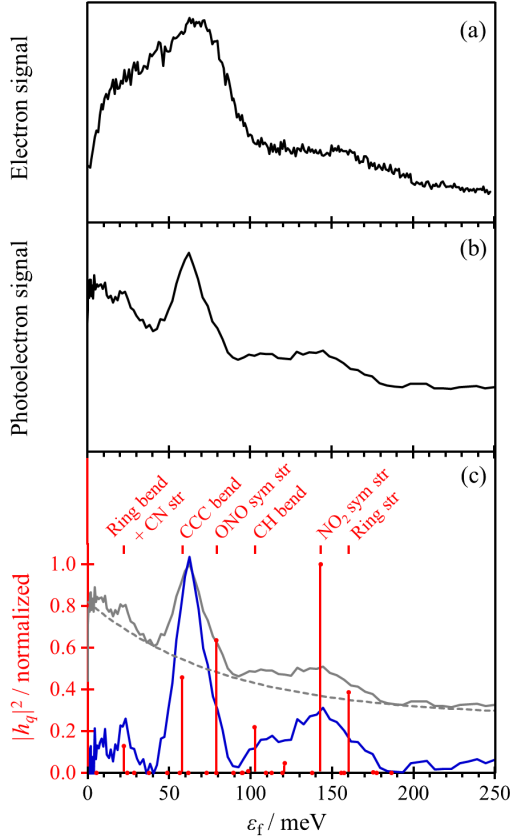 (a)
Electron signal
(b)
Photoelectron signal
(c)
Ring bend
+ CN str
CCC bend
ONO sym str
CH bend
NO₂ sym str
Ring str
|h_q|² / normalized
1.0
0.8
0.6
0.4
0.2
0.0
0 50 100 150 200 250
ε_f / meV